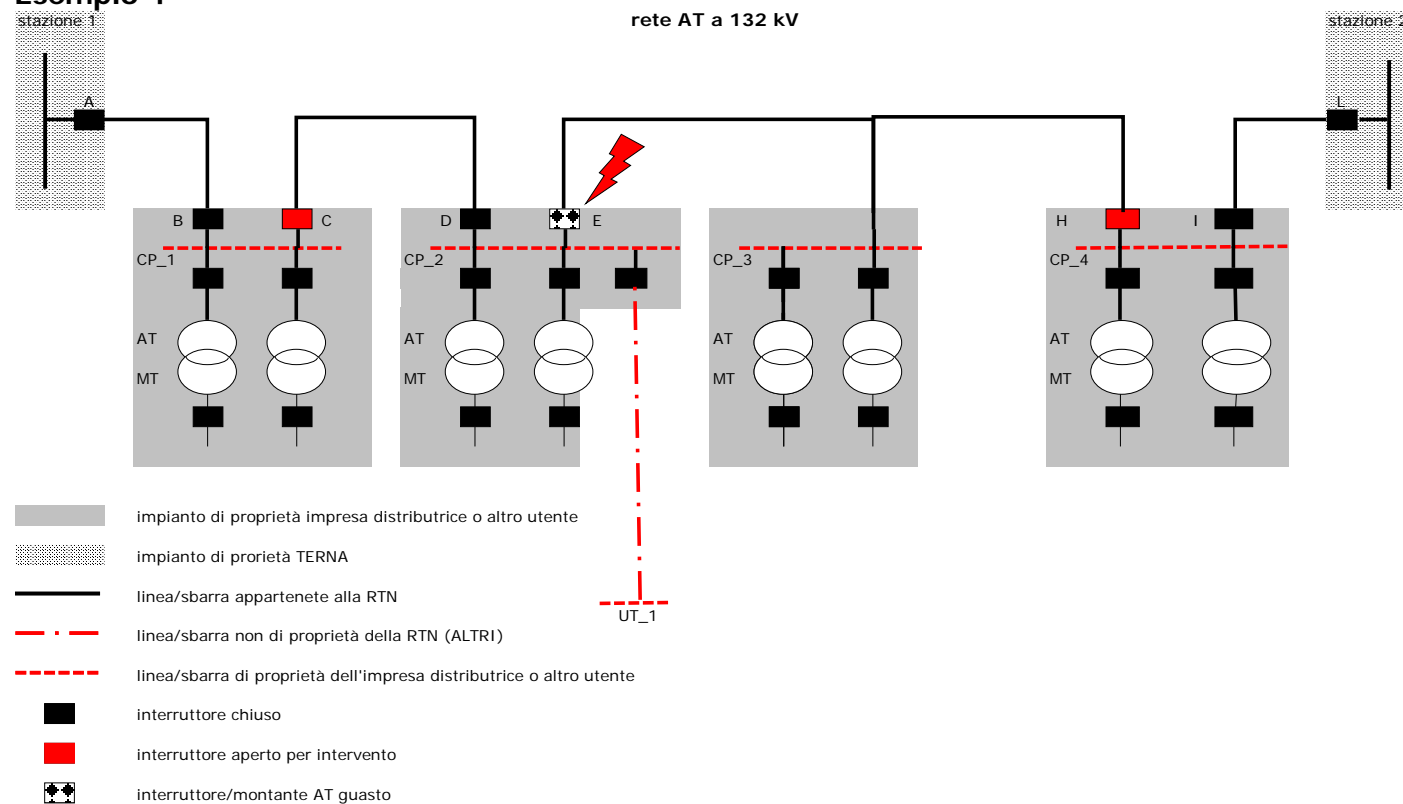 stazione 1
rete AT a 132 kV
stazione
A
L
B
C
D
E
H
I
CP_1
CP_2
CP_3
CP_4
AT
AT
AT
AT
MT
MT
MT
MT
impianto di proprietà impresa distributrice o altro utente
impianto di prorietà TERNA
linea/sbarra appartenete alla RTN
UT_1
linea/sbarra non di proprietà della RTN (ALTRI)
linea/sbarra di proprietà dell'impresa distributrice o altro utente
interruttore chiuso
interruttore aperto per intervento
interruttore/montante AT guasto